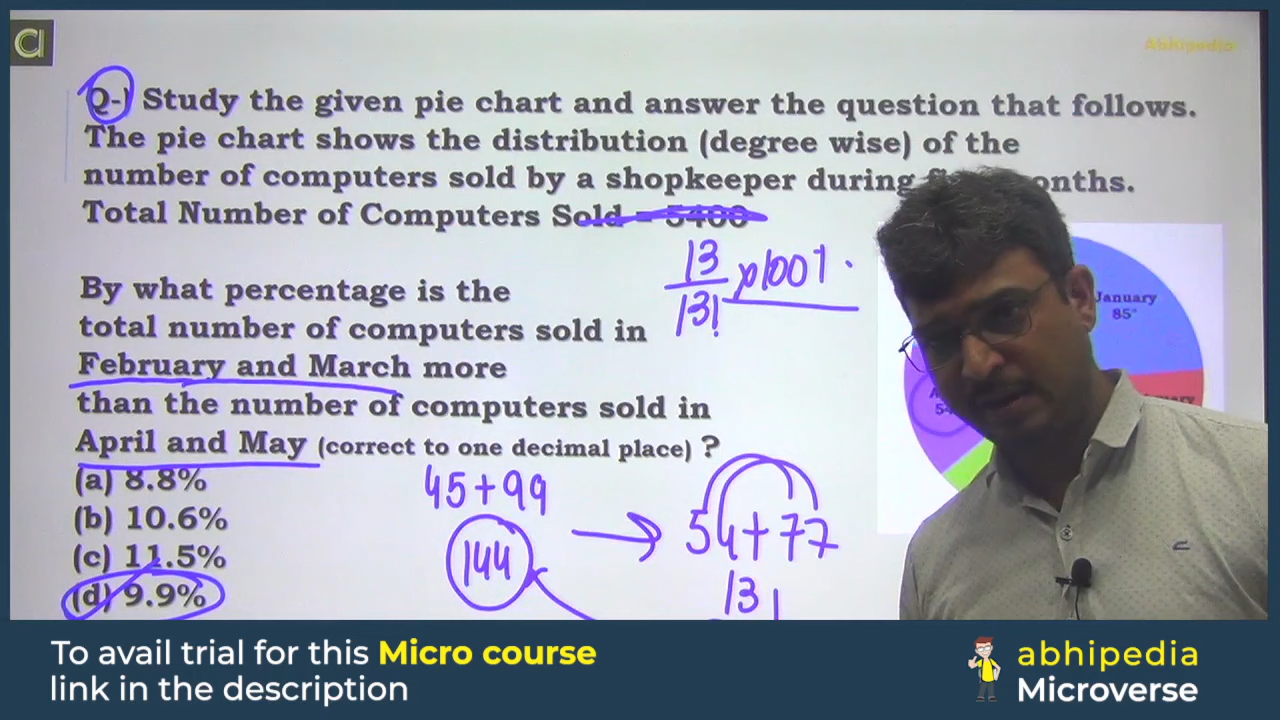 Abhipedia
Q-1 Study the given pie chart and answer the question that follows.
The pie chart shows the distribution (degree wise) of the
number of computers sold by a shopkeeper during onths.
Total Number of Computers Sold = 5400
13
131
x100%
By what percentage is the
total number of computers sold in
February and March more
than the number of computers sold in
April and May (correct to one decimal place) ?
(a) 8.8%
(b) 10.6%
(c) 11.5%
(d) 9.9%
45+99
144
54+77
131
January
85°
To avail trial for this Micro course
link in the description
abhipedia
Microverse